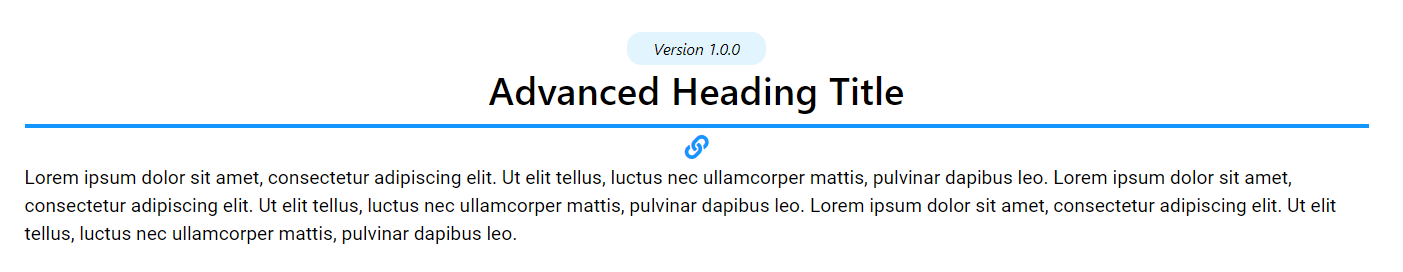 Version 1.0.0
Advanced Heading Title
Lorem ipsum dolor sit amet, consectetur adipiscing elit. Ut elit tellus, luctus nec ullamcorper mattis, pulvinar dapibus leo. Lorem ipsum dolor sit amet,
consectetur adipiscing elit. Ut elit tellus, luctus nec ullamcorper mattis, pulvinar dapibus leo. Lorem ipsum dolor sit amet, consectetur adipiscing elit. Ut elit
tellus, luctus nec ullamcorper mattis, pulvinar dapibus leo.